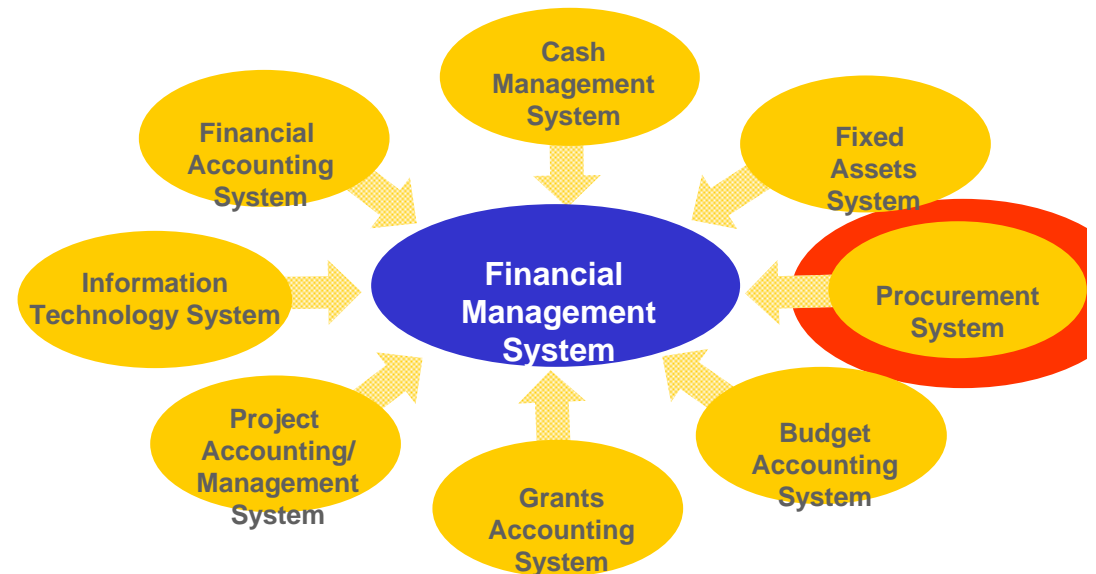 Cash
Management
System
Financial
Accounting
System
Fixed
Assets
System
Information
Technology System
Financial
Management
System
Procurement
System
Project
Accounting/
Management
System
Grants
Accounting
System
Budget
Accounting
System